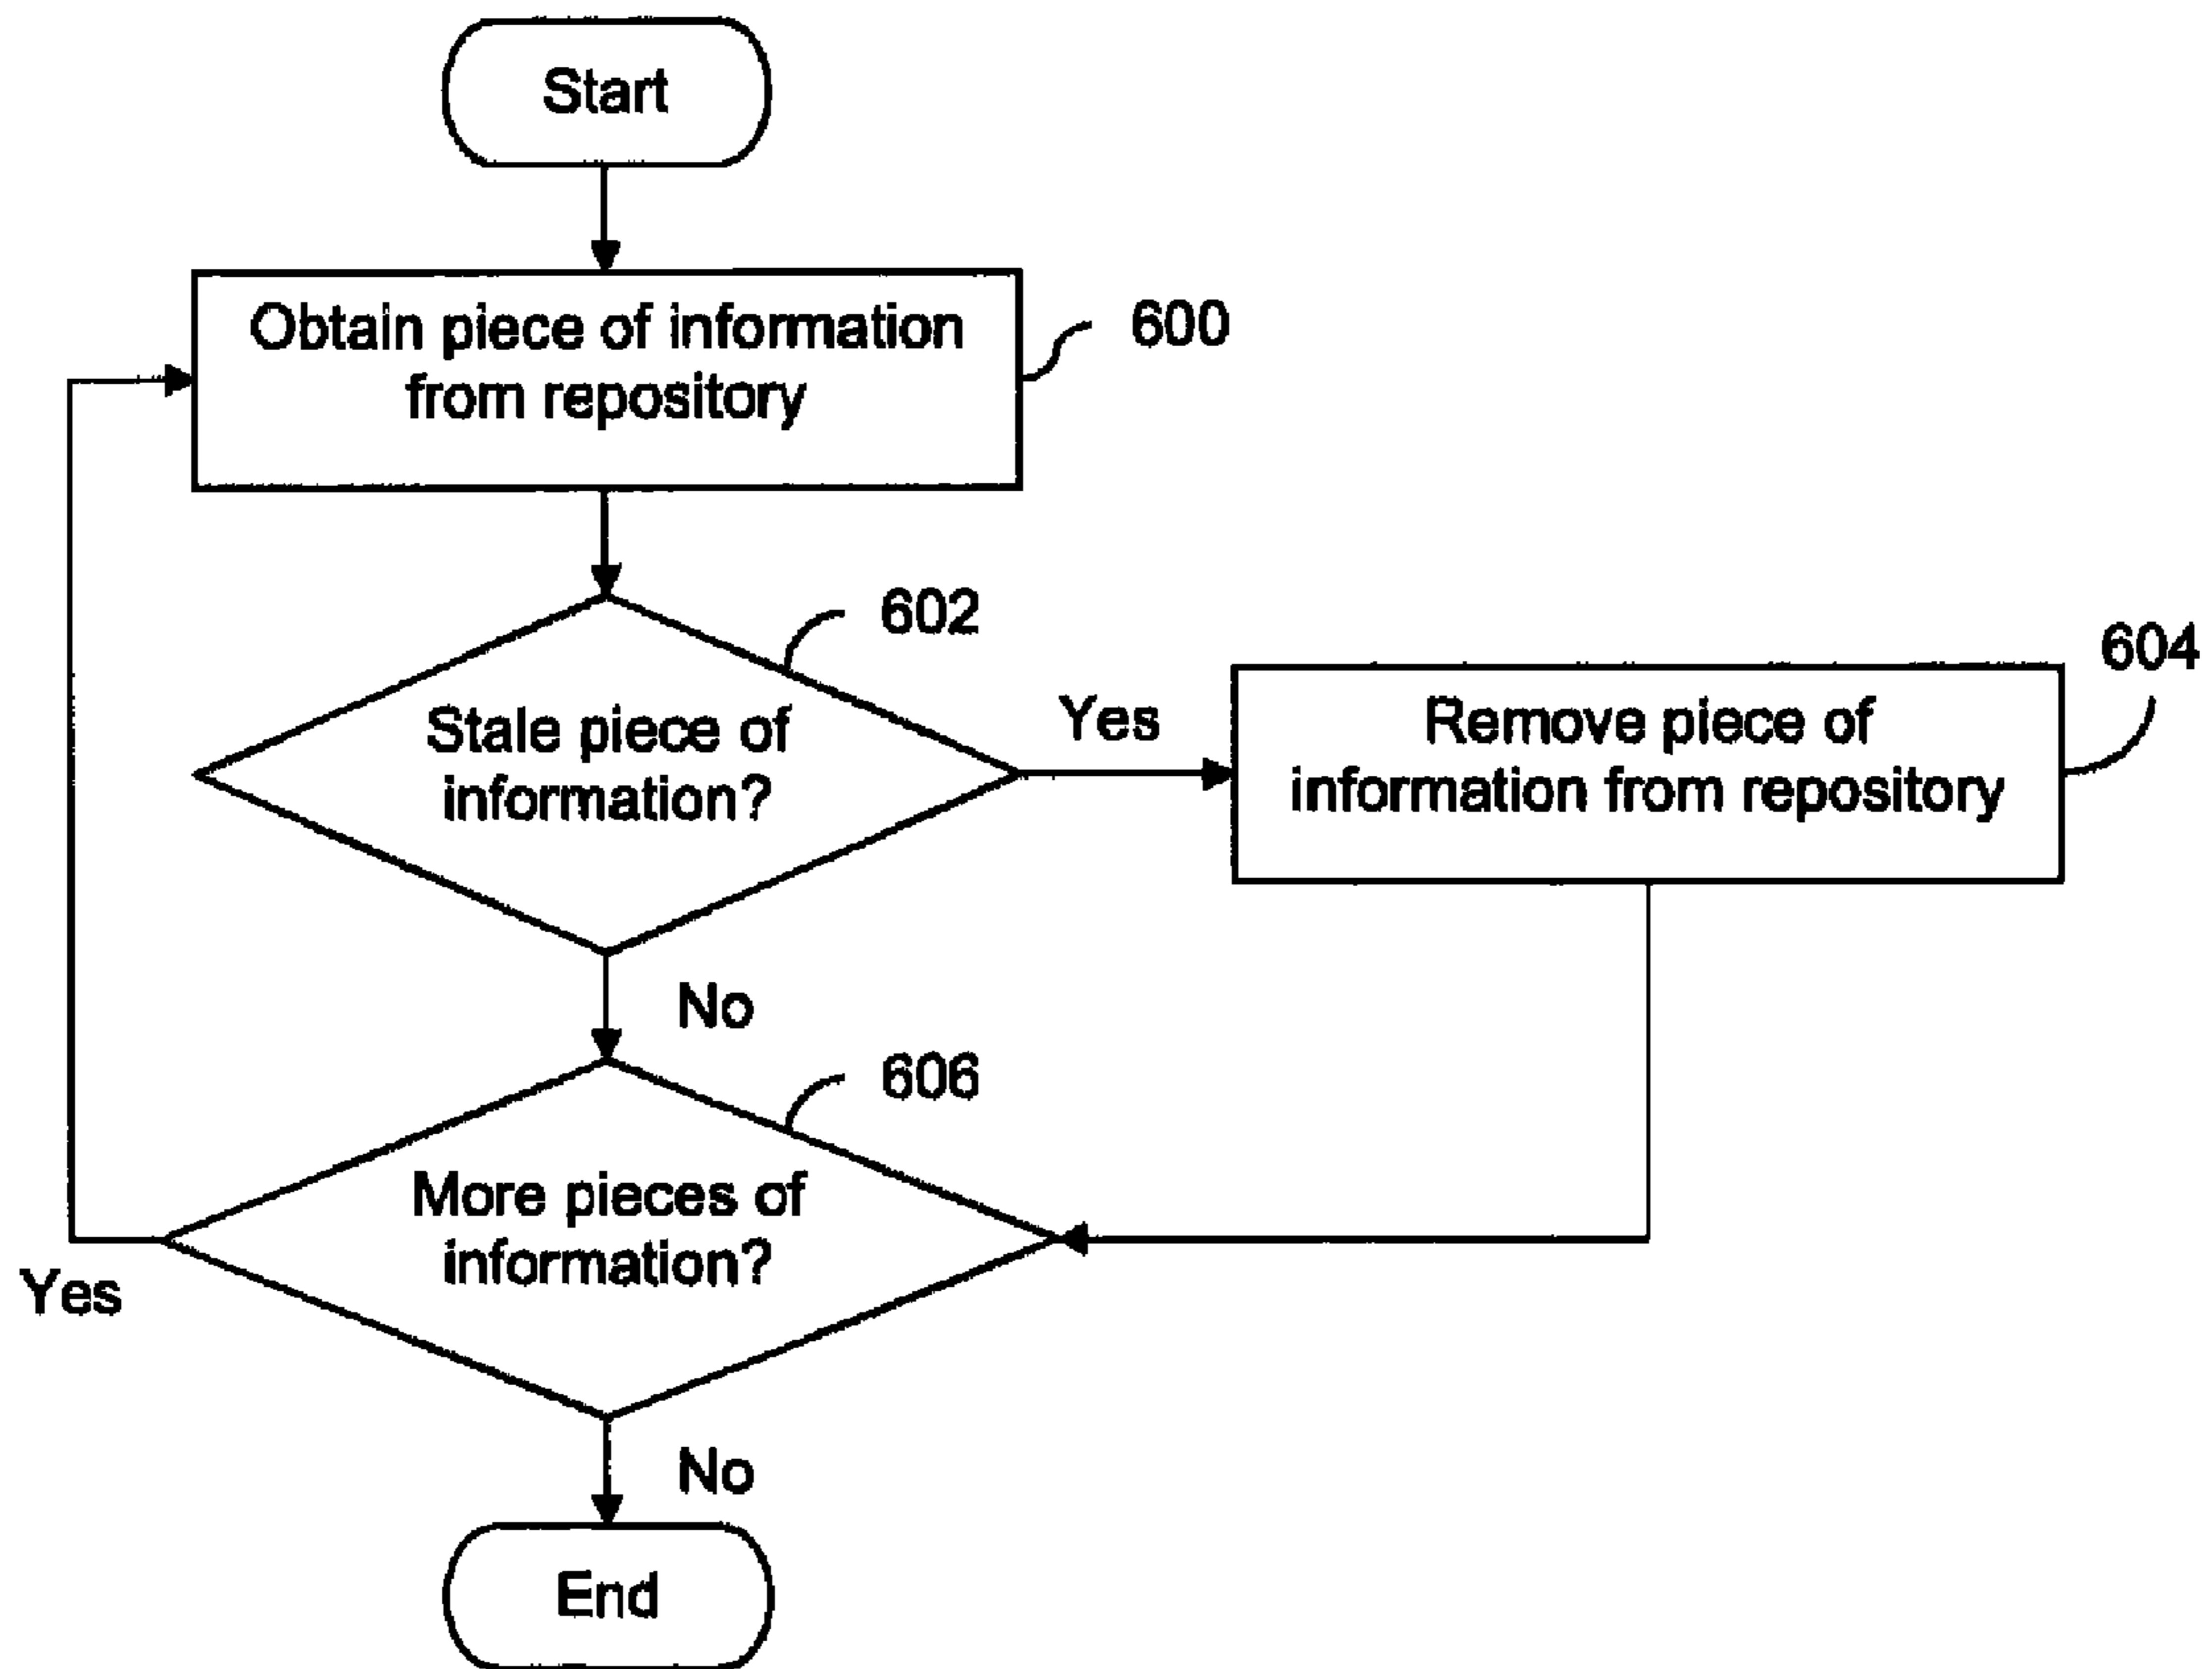 Start
Obtain piece of information
from repository
600
602
Stale piece of
information?
Yes
604
Remove piece of
information from repository
No
606
More pieces of
information?
Yes
No
End